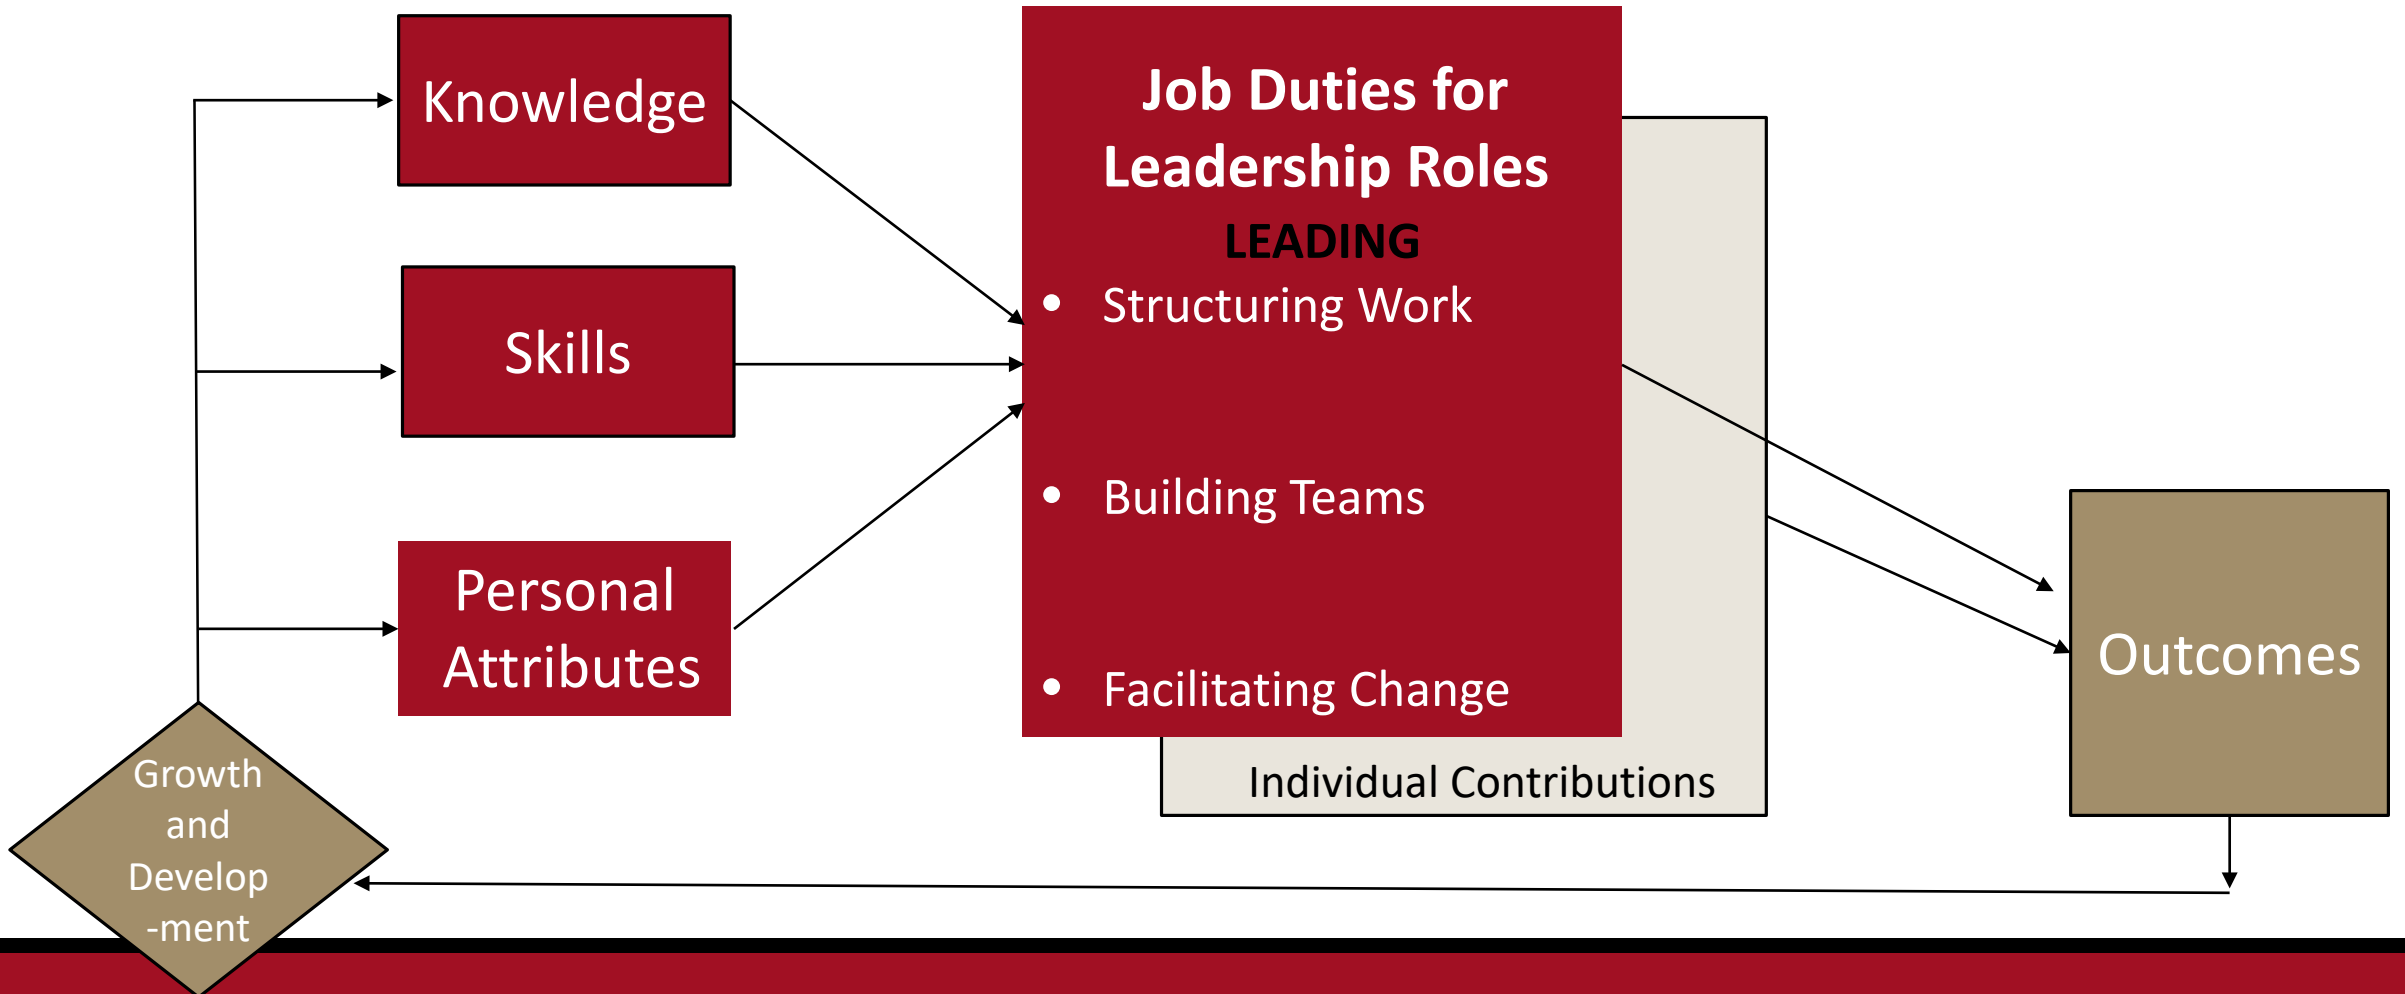 Knowledge
Skills
Personal
Attributes
Growth
and
Develop
-ment
Job Duties for
Leadership Roles
LEADING
• Structuring Work
• Building Teams
• Facilitating Change
Individual Contributions
Outcomes